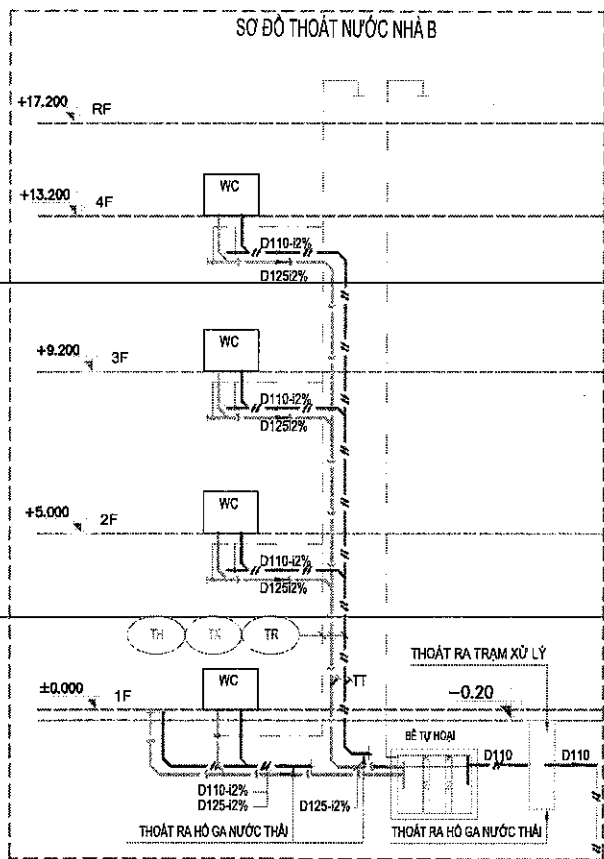 SƠ ĐỒ THOÁT NƯỚC NHÀ B
+17.200 RF
+13.200 4F
WC
D110-i2%
D125i2%
+9.200 3F
WC
D110-i2%
D125i2%
+5.000 2F
WC
D110-i2%
D125i2%
TH TX TR
THOÁT RA TRẠM XỬ LÝ
TT
±0.000 1F
WC
-0.20
BỂ TỰ HOẠI
D110 D110
D110-i2%
D125-i2% D125-i2%
THOÁT RA HỐ GA NƯỚC THẢI THOÁT RA HỐ GA NƯỚC THẢI